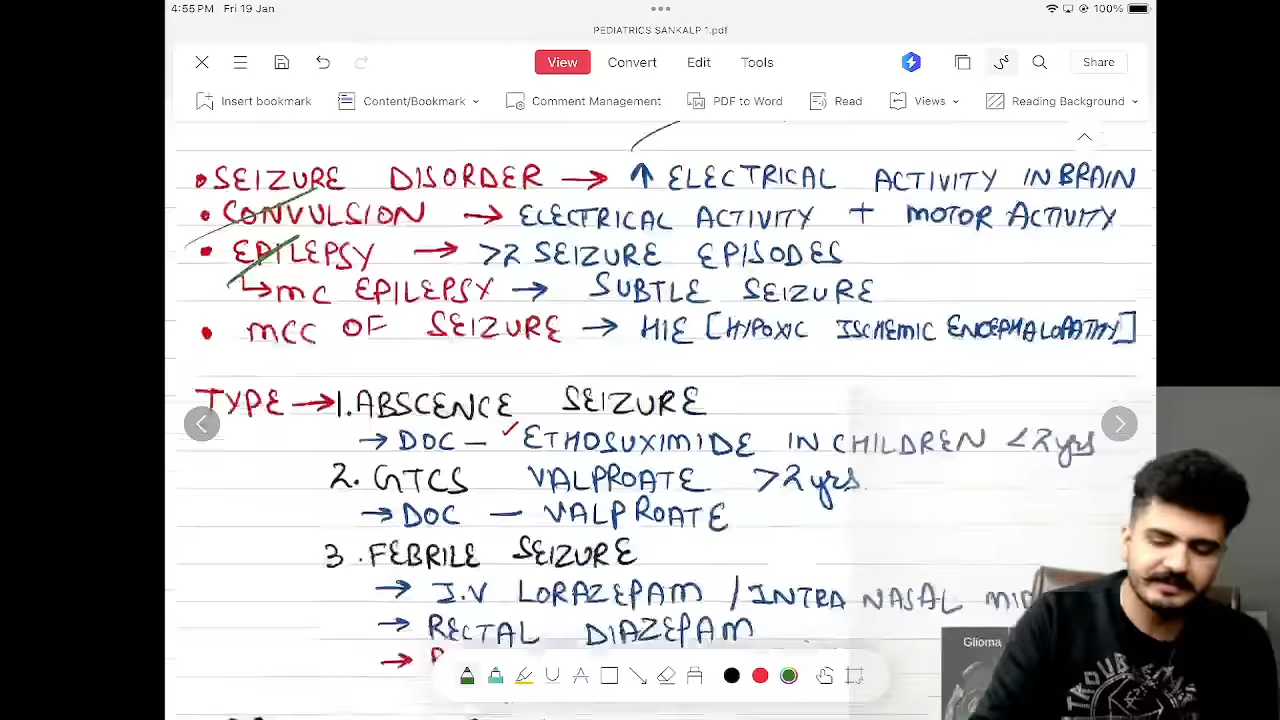 4:55 PM Fri 19 Jan
100%
PEDIATRICS SANKALP 1.pdf
View Convert Edit Tools Share
Insert bookmark Content/Bookmark Comment Management PDF to Word Read Views Reading Background
• SEIZURE DISORDER → ↑ ELECTRICAL ACTIVITY IN BRAIN
• CONVULSION → ELECTRICAL ACTIVITY + MOTOR ACTIVITY
• EPILEPSY → >2 SEIZURE EPISODES
↳ MC EPILEPSY → SUBTLE SEIZURE
• MCC OF SEIZURE → HIE [HYPOXIC ISCHEMIC ENCEPHALOPATHY]
TYPE → 1. ABSCENCE SEIZURE
→ DOC – ✓ETHOSUXIMIDE IN CHILDREN <2yrs
2. GTCS VALPROATE >2yrs.
→ DOC – VALPROATE
3. FEBRILE SEIZURE
→ I.V LORAZEPAM / INTRA NASAL
→ RECTAL DIAZEPAM
Glioma